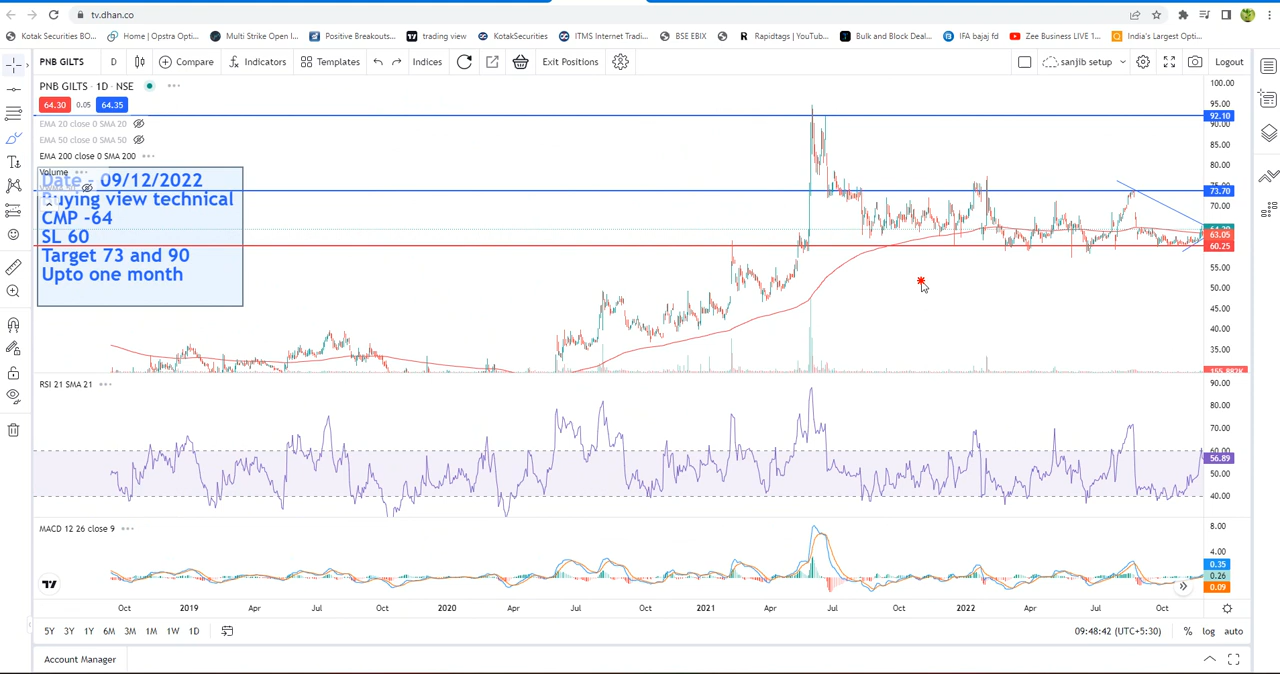 tv.dhan.co
Kotak Securities BO... Home | Opstra Opti... Multi Strike Open I... Positive Breakouts... trading view KotakSecurities ITMS Internet Tradi... BSE EBIX Rapidtags | YouTub... Bulk and Block Deal... IFA bajaj fd Zee Business LIVE 1... India's Largest Opti...
PNB GILTS D Compare Indicators Templates Indices Exit Positions sanjib setup Logout
PNB GILTS · 1D · NSE
64.30 0.05 64.35
EMA 20 close 0 SMA 20
EMA 50 close 0 SMA 50
EMA 200 close 0 SMA 200
Volume
Date - 09/12/2022
Buying view technical
CMP -64
SL 60
Target 73 and 90
Upto one month
100.00
95.00
92.10
90.00
85.00
80.00
75.00
73.70
70.00
63.05
60.25
55.00
50.00
45.00
40.00
35.00
155.882K
RSI 21 SMA 21
90.00
80.00
70.00
60.00
56.89
50.00
40.00
MACD 12 26 close 9
8.00
4.00
0.35
0.26
0.09
Oct 2019 Apr Jul Oct 2020 Apr Jul Oct 2021 Apr Jul Oct 2022 Apr Jul Oct
5Y 3Y 1Y 6M 3M 1M 1W 1D 09:48:42 (UTC+5:30) % log auto
Account Manager